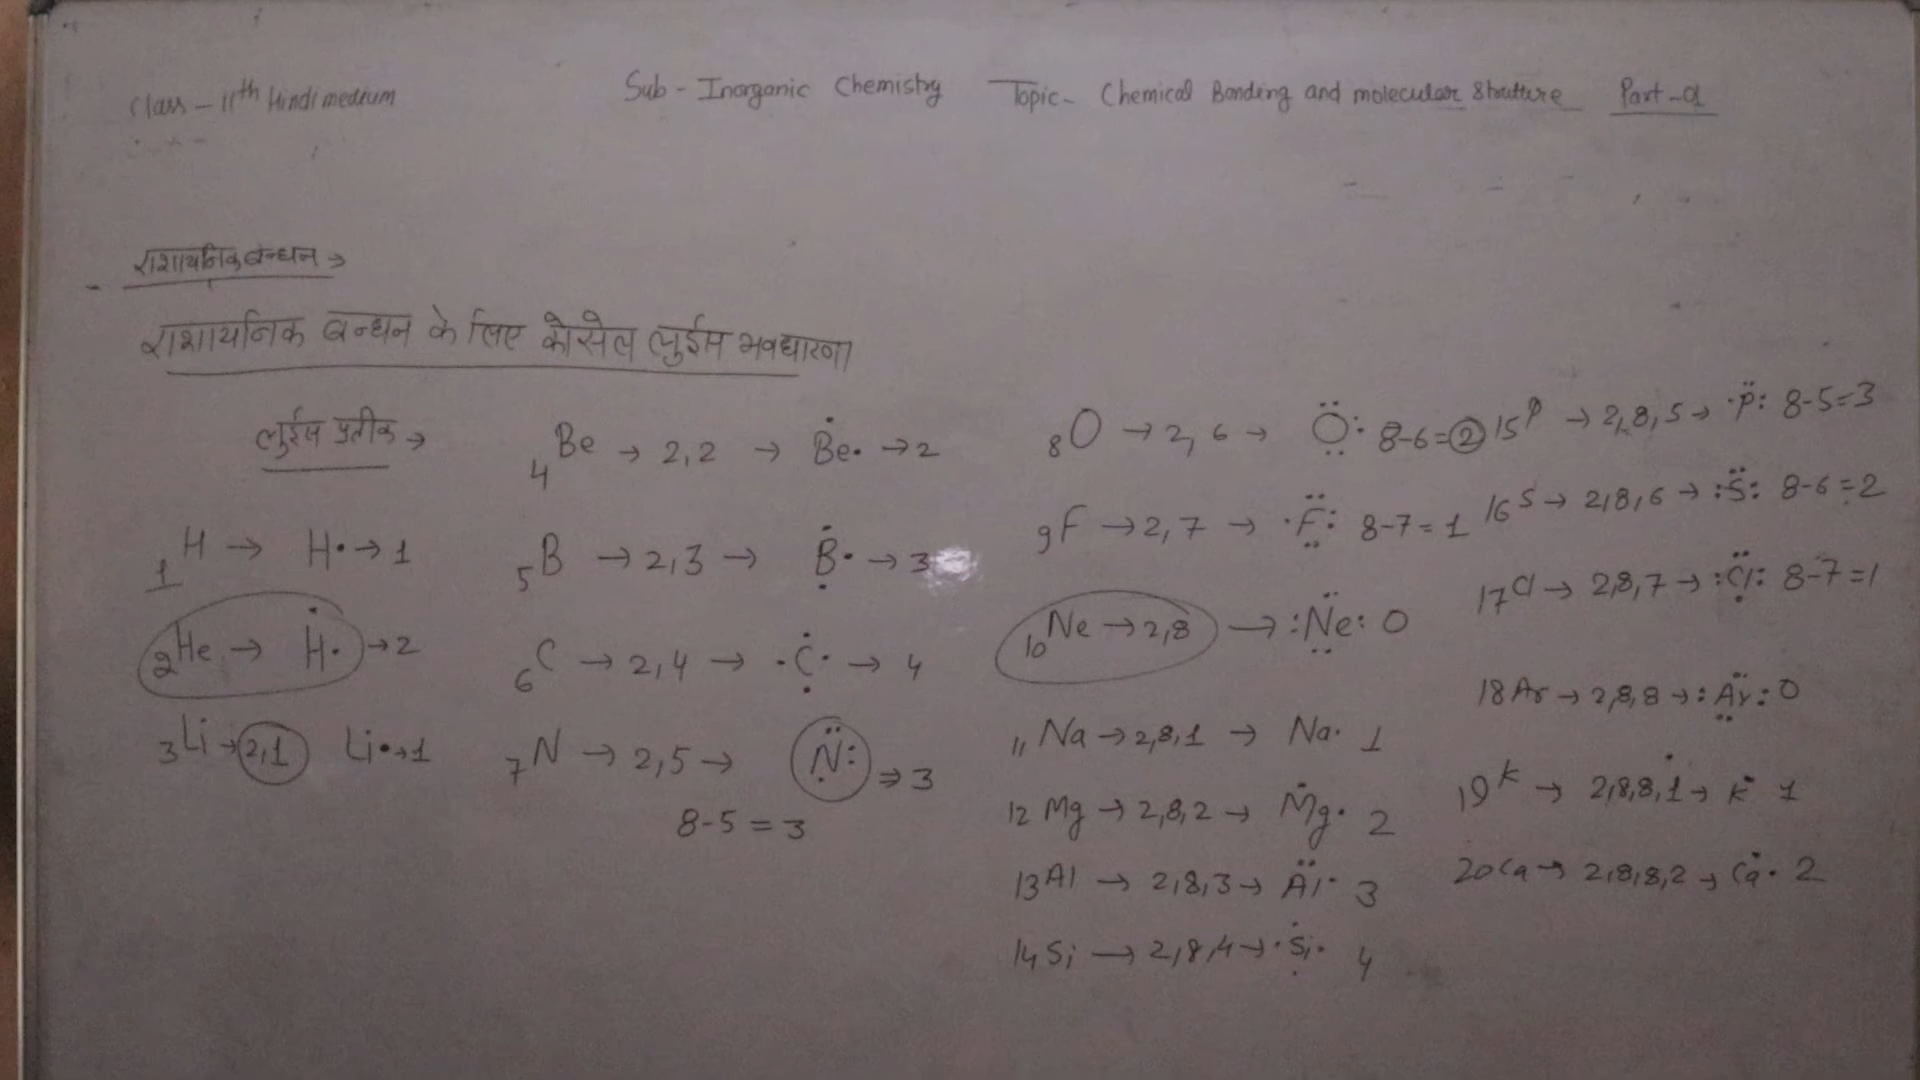 Class - 11th Hindi medium
Sub - Inorganic Chemistry
Topic - Chemical Bonding and molecular Strutture
Part - 01
राशायनिक बन्धन →
राशायनिक बन्धन के लिए कोसेल लुईस अवधारणा
लुईस प्रतीक →
1H → H• → 1
2He → H• → 2
3Li → 2,1 Li• → 1
4Be → 2,2 → Be• → 2
5B → 2,3 → B• → 3
6C → 2,4 → •C• → 4
7N → 2,5 → N: ⇒ 3
8-5 = 3
8O → 2,6 → O: 8-6=2
9F → 2,7 → •F: 8-7=1
10Ne → 2,8 → :Ne: 0
11Na → 2,8,1 → Na• 1
12Mg → 2,8,2 → Mg• 2
13Al → 2,8,3 → Al• 3
14Si → 2,8,4 → •Si• 4
15P → 2,8,5 → •P: 8-5=3
16S → 2,8,6 → :S: 8-6=2
17Cl → 2,8,7 → :Cl: 8-7=1
18Ar → 2,8,8 → :Ar: 0
19K → 2,8,8,1 → K• 1
20Ca → 2,8,8,2 → Ca• 2